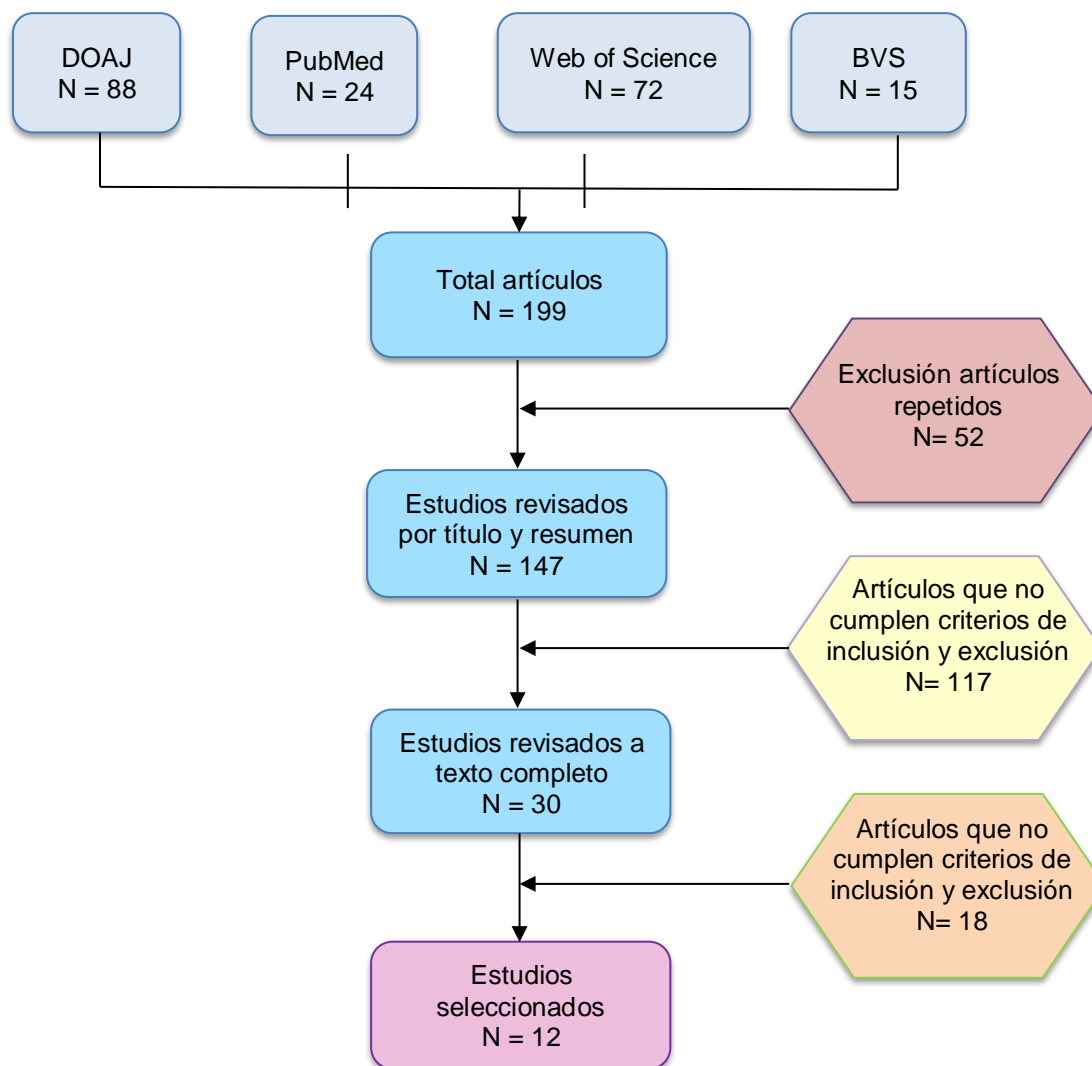 DOAJ
N = 88
PubMed
N = 24
Web of Science
N = 72
BVS
N = 15
Total artículos
N = 199
Exclusión artículos
repetidos
N= 52
Estudios revisados
por título y resumen
N = 147
Artículos que no
cumplen criterios de
inclusión y exclusión
N= 117
Estudios revisados a
texto completo
N = 30
Artículos que no
cumplen criterios de
inclusión y exclusión
N= 18
Estudios
seleccionados
N = 12